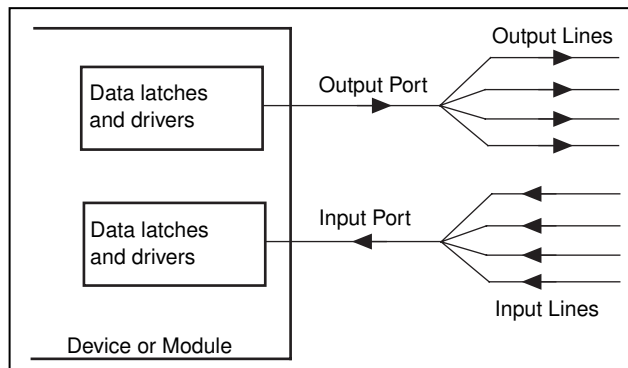 Output Lines
Data latches
and drivers
Output Port
Data latches
and drivers
Input Port
Input Lines
Device or Module